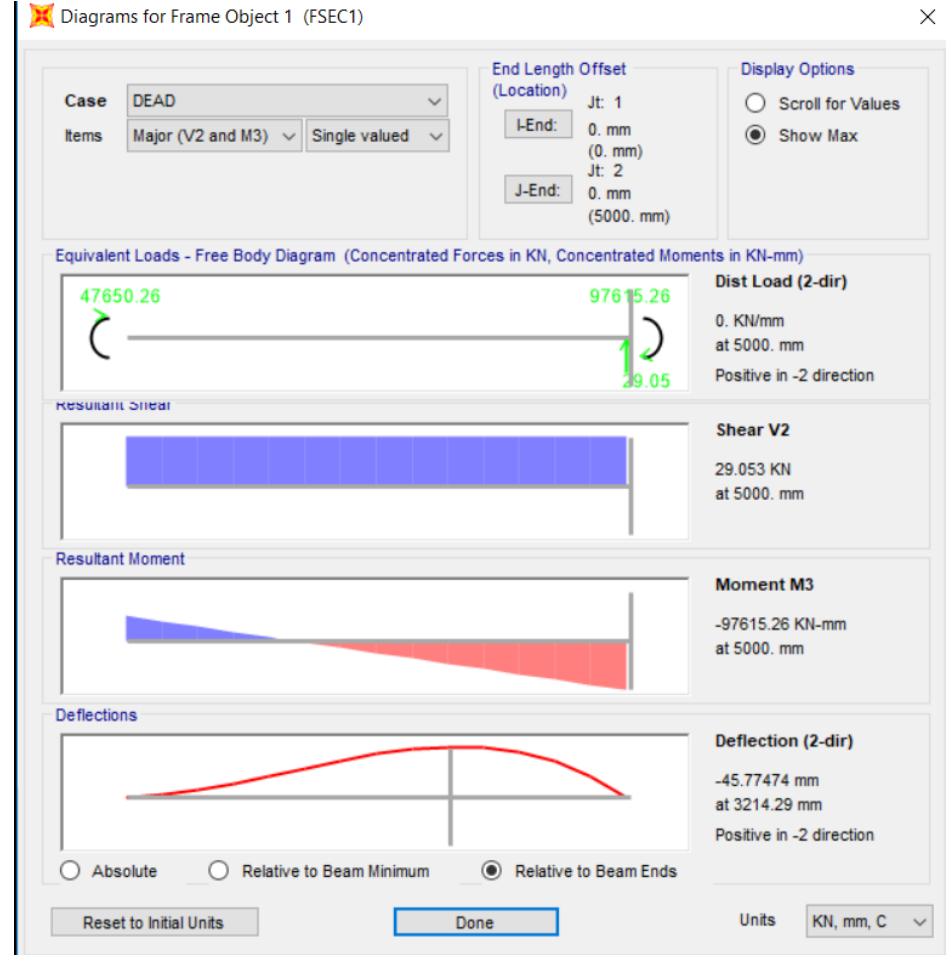 Diagrams for Frame Object 1 (FSEC1)
Case DEAD
Items Major (V2 and M3) Single valued
End Length Offset
(Location)
Jt: 1
I-End: 0. mm
(0. mm)
Jt: 2
J-End: 0. mm
(5000. mm)
Display Options
Scroll for Values
Show Max
Equivalent Loads - Free Body Diagram (Concentrated Forces in KN, Concentrated Moments in KN-mm)
47650.26 97615.26
29.05
Dist Load (2-dir)
0. KN/mm
at 5000. mm
Positive in -2 direction
Resultant Shear
Shear V2
29.053 KN
at 5000. mm
Resultant Moment
Moment M3
-97615.26 KN-mm
at 5000. mm
Deflections
Deflection (2-dir)
-45.77474 mm
at 3214.29 mm
Positive in -2 direction
Absolute Relative to Beam Minimum Relative to Beam Ends
Reset to Initial Units Done Units KN, mm, C